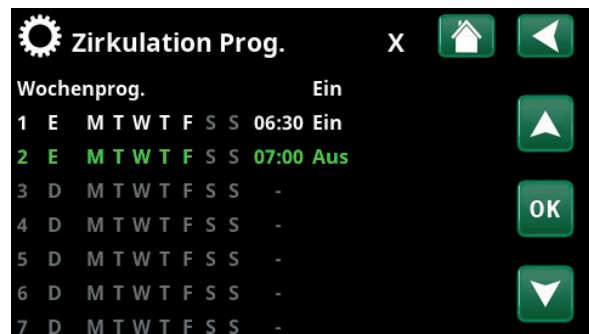 Zirkulation Prog. X
Wochenprog. Ein
1 E M T W T F S S 06:30 Ein
2 E M T W T F S S 07:00 Aus
3 D M T W T F S S -
4 D M T W T F S S -
5 D M T W T F S S -
6 D M T W T F S S -
7 D M T W T F S S
OK